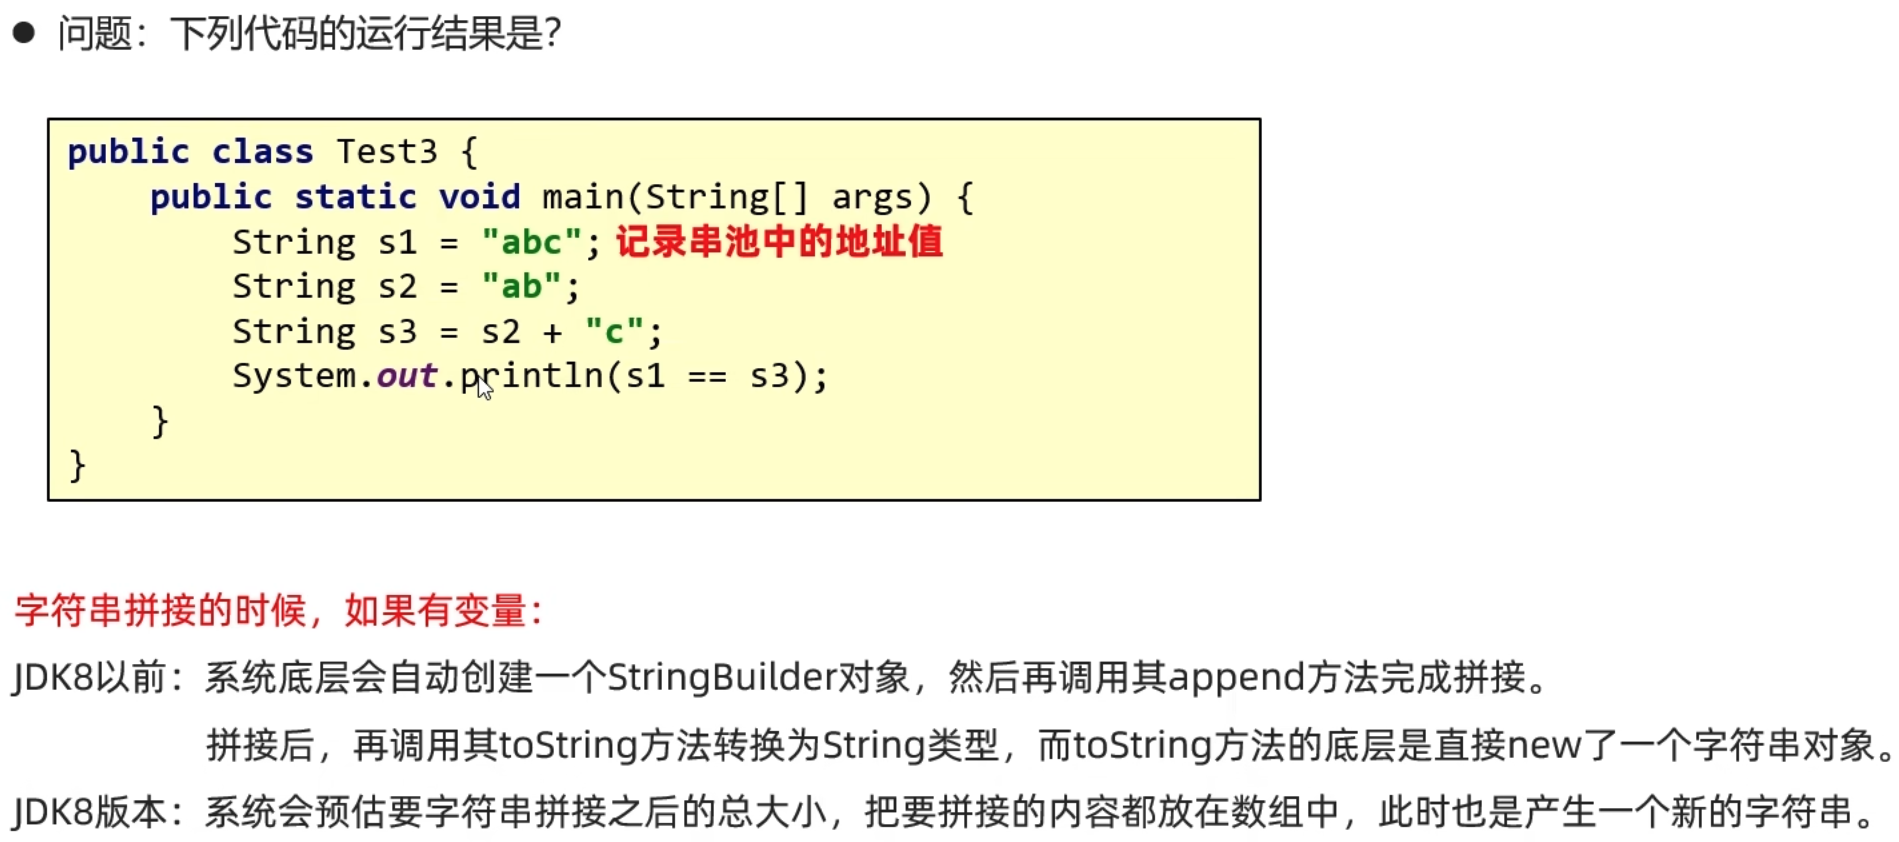 ● 问题：下列代码的运行结果是？
public class Test3 {
    public static void main(String[] args) {
        String s1 = "abc"; 记录串池中的地址值
        String s2 = "ab";
        String s3 = s2 + "c";
        System.out.println(s1 == s3);
    }
}
字符串拼接的时候，如果有变量：
JDK8以前：系统底层会自动创建一个StringBuilder对象，然后再调用其append方法完成拼接。
拼接后，再调用其toString方法转换为String类型，而toString方法的底层是直接new了一个字符串对象。
JDK8版本：系统会预估要字符串拼接之后的总大小，把要拼接的内容都放在数组中，此时也是产生一个新的字符串。